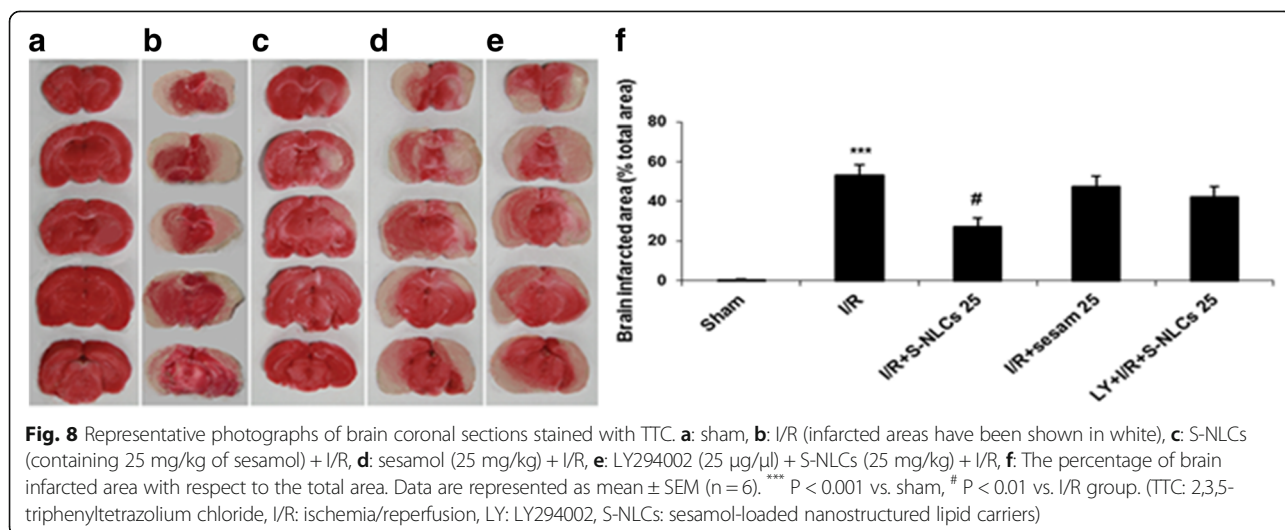 a b c d e f
Brain infarcted area (% total area)
80
60
40
20
0
***
#
Sham
I/R
I/R+S-NLCs 25
I/R+sesam 25
LY+I/R+S-NLCs 25
Fig. 8 Representative photographs of brain coronal sections stained with TTC. a: sham, b: I/R (infarcted areas have been shown in white), c: S-NLCs
(containing 25 mg/kg of sesamol) + I/R, d: sesamol (25 mg/kg) + I/R, e: LY294002 (25 μg/μl) + S-NLCs (25 mg/kg) + I/R, f: The percentage of brain
infarcted area with respect to the total area. Data are represented as mean ± SEM (n = 6). *** P < 0.001 vs. sham, # P < 0.01 vs. I/R group. (TTC: 2,3,5-
triphenyltetrazolium chloride, I/R: ischemia/reperfusion, LY: LY294002, S-NLCs: sesamol-loaded nanostructured lipid carriers)